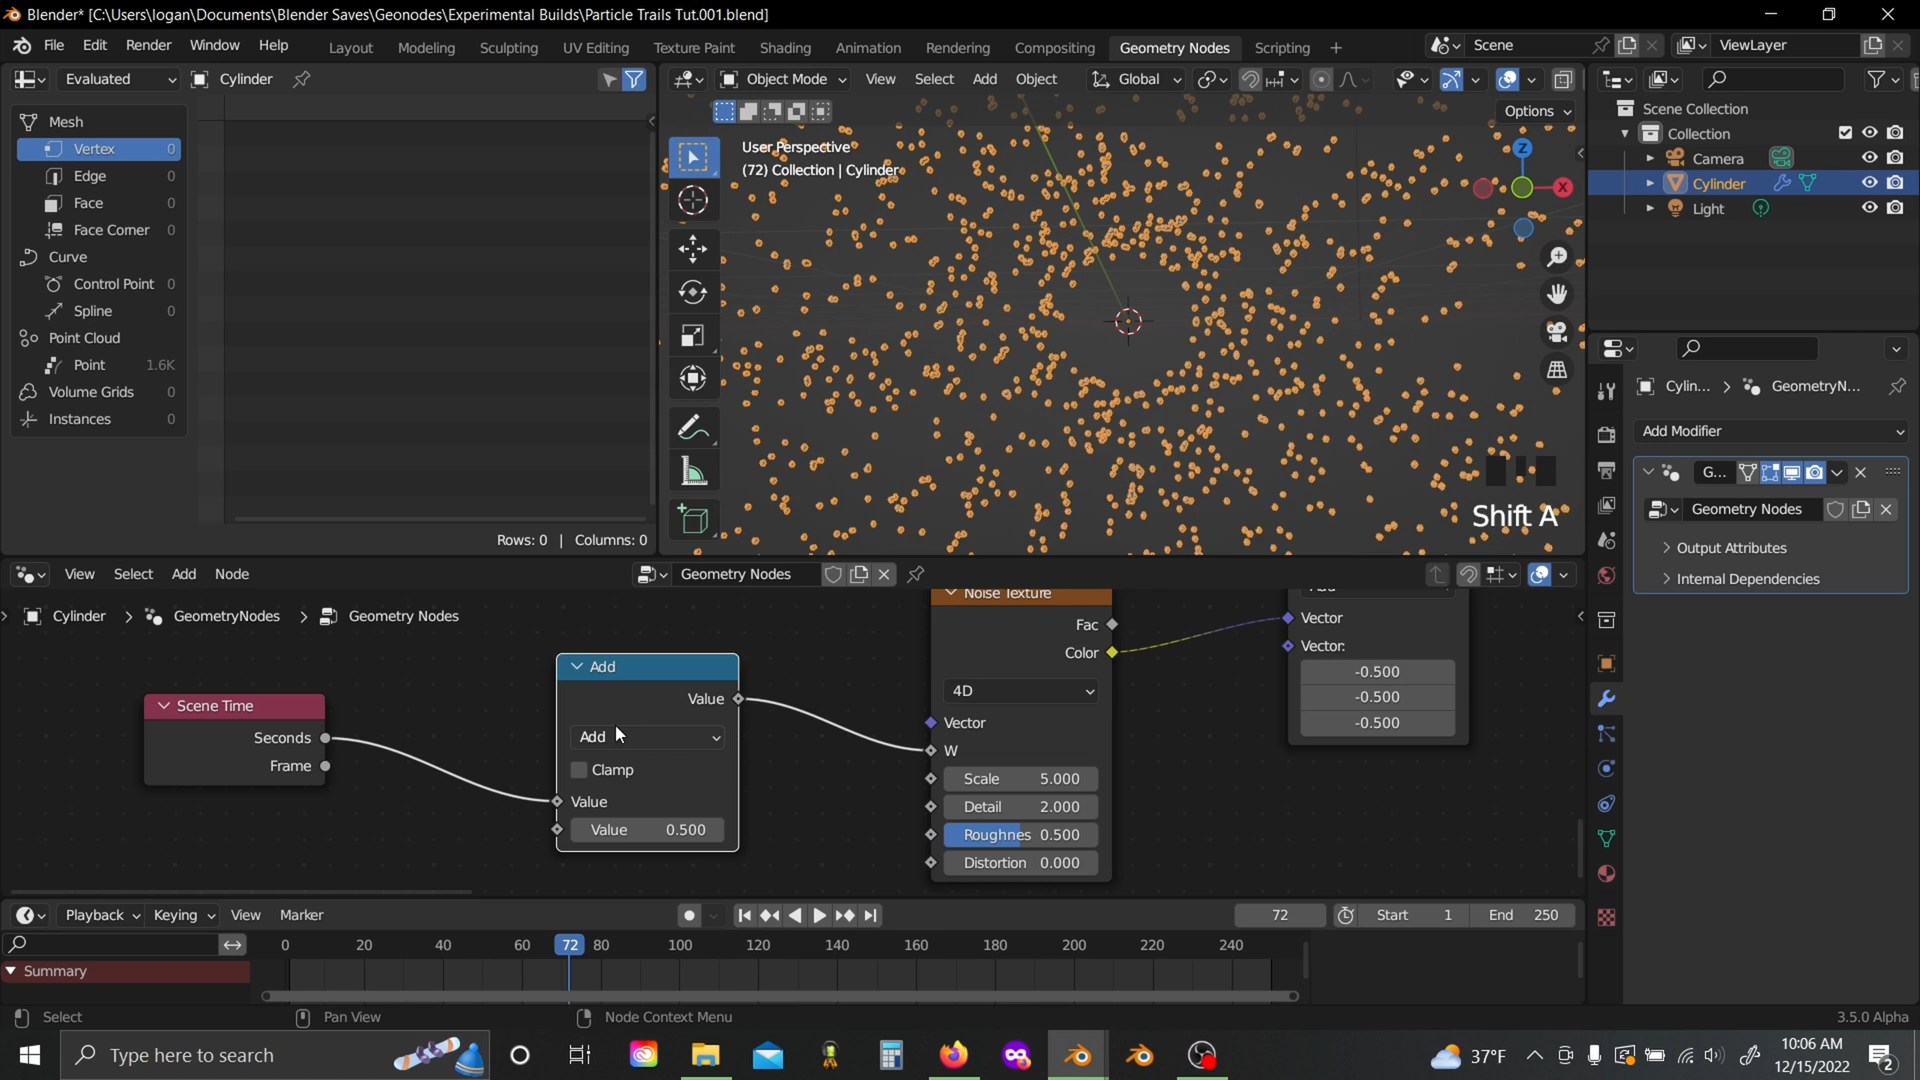 Blender* [C:\Users\logan\Documents\Blender Saves\Geonodes\Experimental Builds\Particle Trails Tut.001.blend]
File Edit Render Window Help Layout Modeling Sculpting UV Editing Texture Paint Shading Animation Rendering Compositing Geometry Nodes Scripting + Scene ViewLayer
Evaluated Cylinder
Object Mode View Select Add Object Global
Options
User Perspective
(72) Collection | Cylinder
Z
X
Mesh
Vertex 0
Edge 0
Face 0
Face Corner 0
Curve
Control Point 0
Spline 0
Point Cloud
Point 1.6K
Volume Grids 0
Instances 0
Rows: 0 | Columns: 0
Shift A
Scene Collection
Collection
Camera
Cylinder
Light
Cylin... > GeometryN...
Add Modifier
G...
Geometry Nodes
Output Attributes
Internal Dependencies
View Select Add Node Geometry Nodes
Cylinder > GeometryNodes > Geometry Nodes
Scene Time
Seconds
Frame
Add
Value
Add
Clamp
Value
Value 0.500
Noise Texture
Fac
Color
4D
Vector
W
Scale 5.000
Detail 2.000
Roughnes 0.500
Distortion 0.000
Vector
Vector:
-0.500
-0.500
-0.500
Playback Keying View Marker 72 Start 1 End 250
0 20 40 60 72 80 100 120 140 160 180 200 220 240
Summary
Select Pan View Node Context Menu 3.5.0 Alpha
Type here to search
37°F
10:06 AM
12/15/2022
2